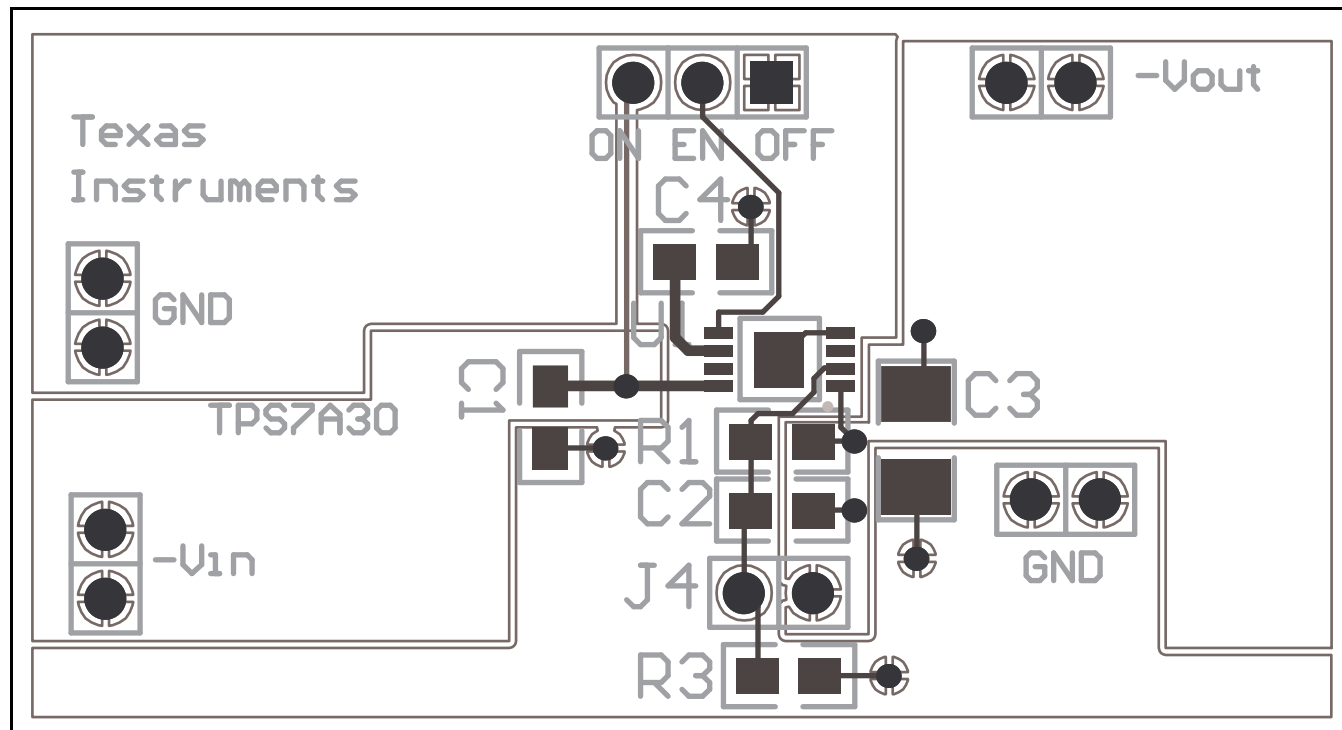 -Vout
Texas
Instruments
ON EN OFF
C4
GND
U1
C1
C3
TPS7A30
R1
C2
-Vin
GND
J4
R3